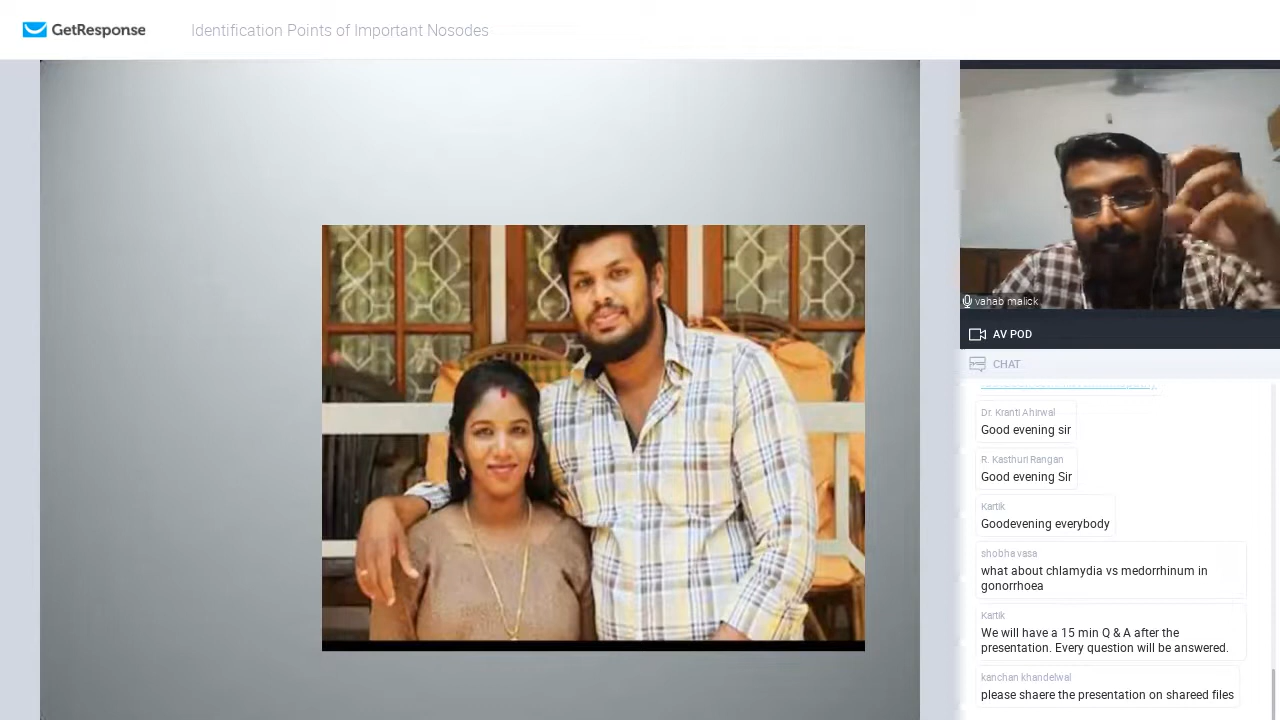 GetResponse
Identification Points of Important Nosodes
vahab malick
AV POD
CHAT
Dr. Kranti Ahirwal
Good evening sir
R. Kasthuri Rangan
Good evening Sir
Kartik
Goodevening everybody
shobha vasa
what about chlamydia vs medorrhinum in
gonorrhoea
Kartik
We will have a 15 min Q & A after the
presentation. Every question will be answered.
kanchan khandelwal
please shaere the presentation on shareed files